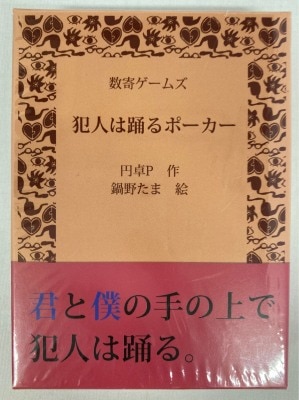 数寄ゲームズ
犯人は踊るポーカー
円卓P　作
鍋野たま　絵
君と僕の手の上で
犯人は踊る。